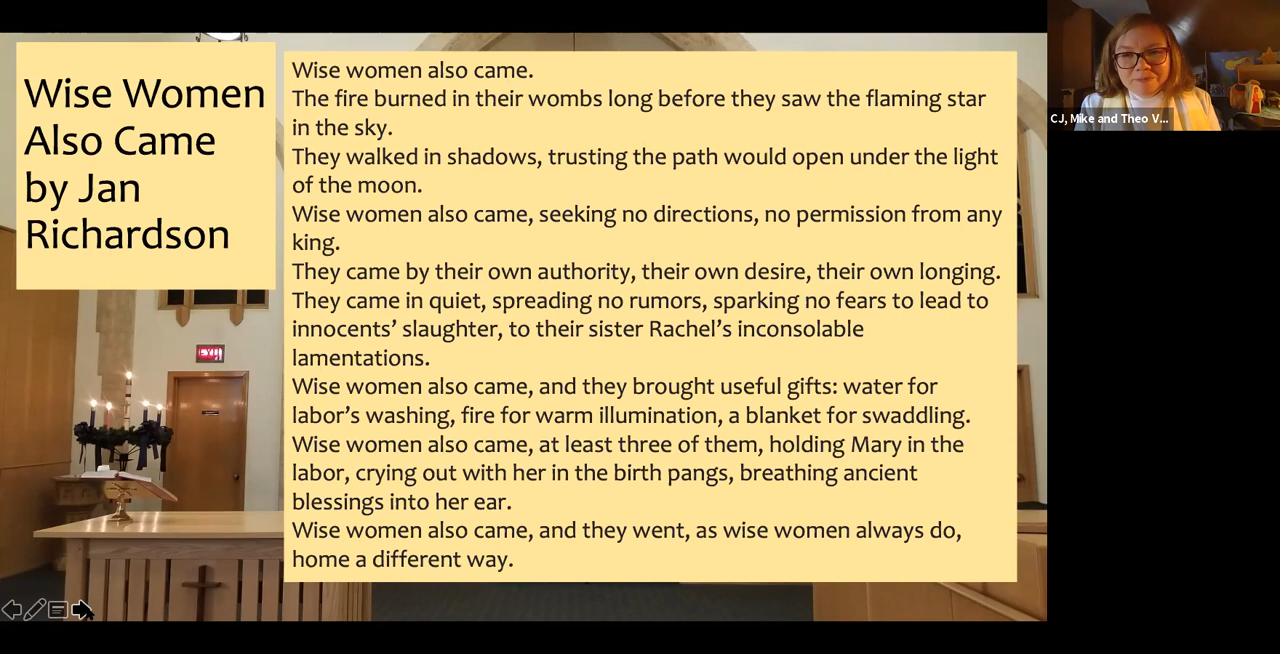 Wise Women
Also Came
by Jan
Richardson
Wise women also came.
The fire burned in their wombs long before they saw the flaming star
in the sky.
They walked in shadows, trusting the path would open under the light
of the moon.
Wise women also came, seeking no directions, no permission from any
king.
They came by their own authority, their own desire, their own longing.
They came in quiet, spreading no rumors, sparking no fears to lead to
innocents’ slaughter, to their sister Rachel’s inconsolable
lamentations.
Wise women also came, and they brought useful gifts: water for
labor’s washing, fire for warm illumination, a blanket for swaddling.
Wise women also came, at least three of them, holding Mary in the
labor, crying out with her in the birth pangs, breathing ancient
blessings into her ear.
Wise women also came, and they went, as wise women always do,
home a different way.
EXIT
CJ, Mike and Theo V...